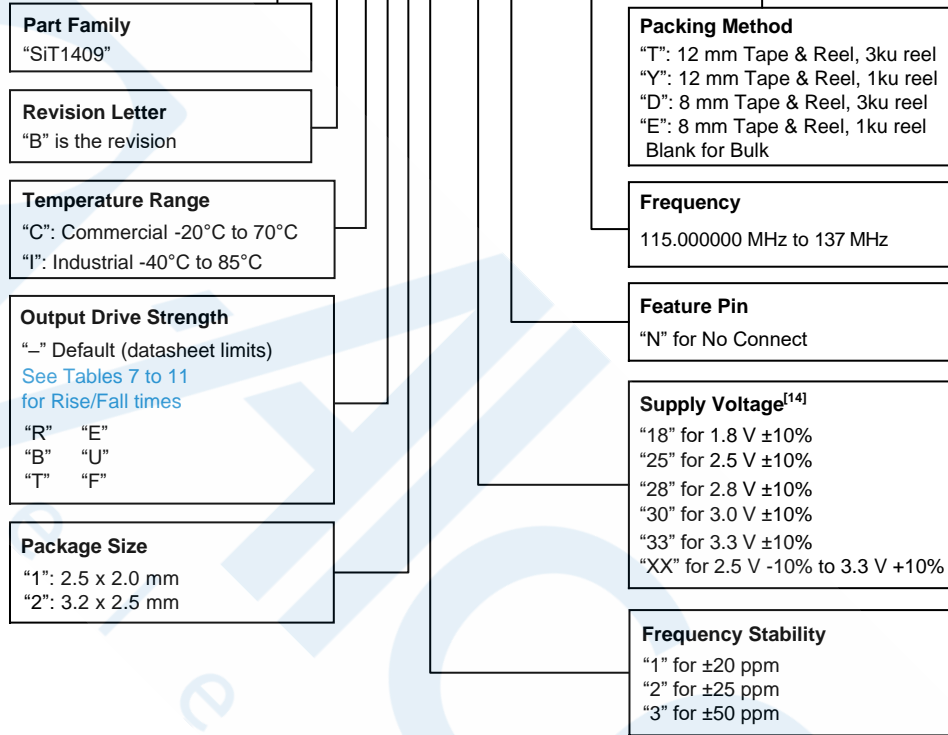 Part Family
“SiT1409”
Revision Letter
“B” is the revision
Temperature Range
“C”: Commercial -20°C to 70°C
“I”: Industrial -40°C to 85°C
Output Drive Strength
“–” Default (datasheet limits)
See Tables 7 to 11
for Rise/Fall times
“R” “E”
“B” “U”
“T” “F”
Package Size
“1”: 2.5 x 2.0 mm
“2”: 3.2 x 2.5 mm
Packing Method
“T”: 12 mm Tape & Reel, 3ku reel
“Y”: 12 mm Tape & Reel, 1ku reel
“D”: 8 mm Tape & Reel, 3ku reel
“E”: 8 mm Tape & Reel, 1ku reel
Blank for Bulk
Frequency
115.000000 MHz to 137 MHz
Feature Pin
“N” for No Connect
Supply Voltage[14]
“18” for 1.8 V ±10%
“25” for 2.5 V ±10%
“28” for 2.8 V ±10%
“30” for 3.0 V ±10%
“33” for 3.3 V ±10%
“XX” for 2.5 V -10% to 3.3 V +10%
Frequency Stability
“1” for ±20 ppm
“2” for ±25 ppm
“3” for ±50 ppm